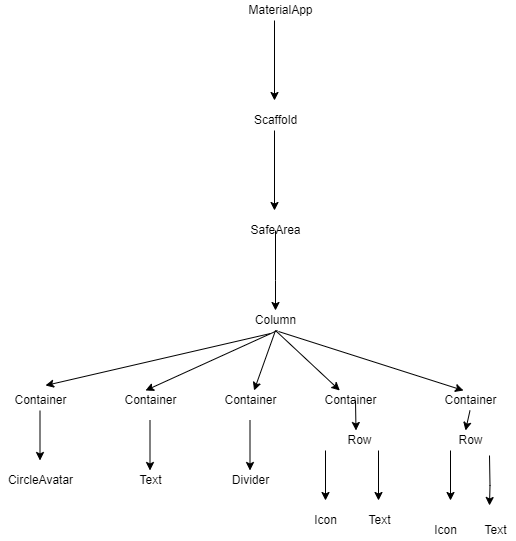 MaterialApp
Scaffold
SafeArea
Column
Container Container Container Container Container
Row Row
CircleAvatar Text Divider
Icon Text Icon Text